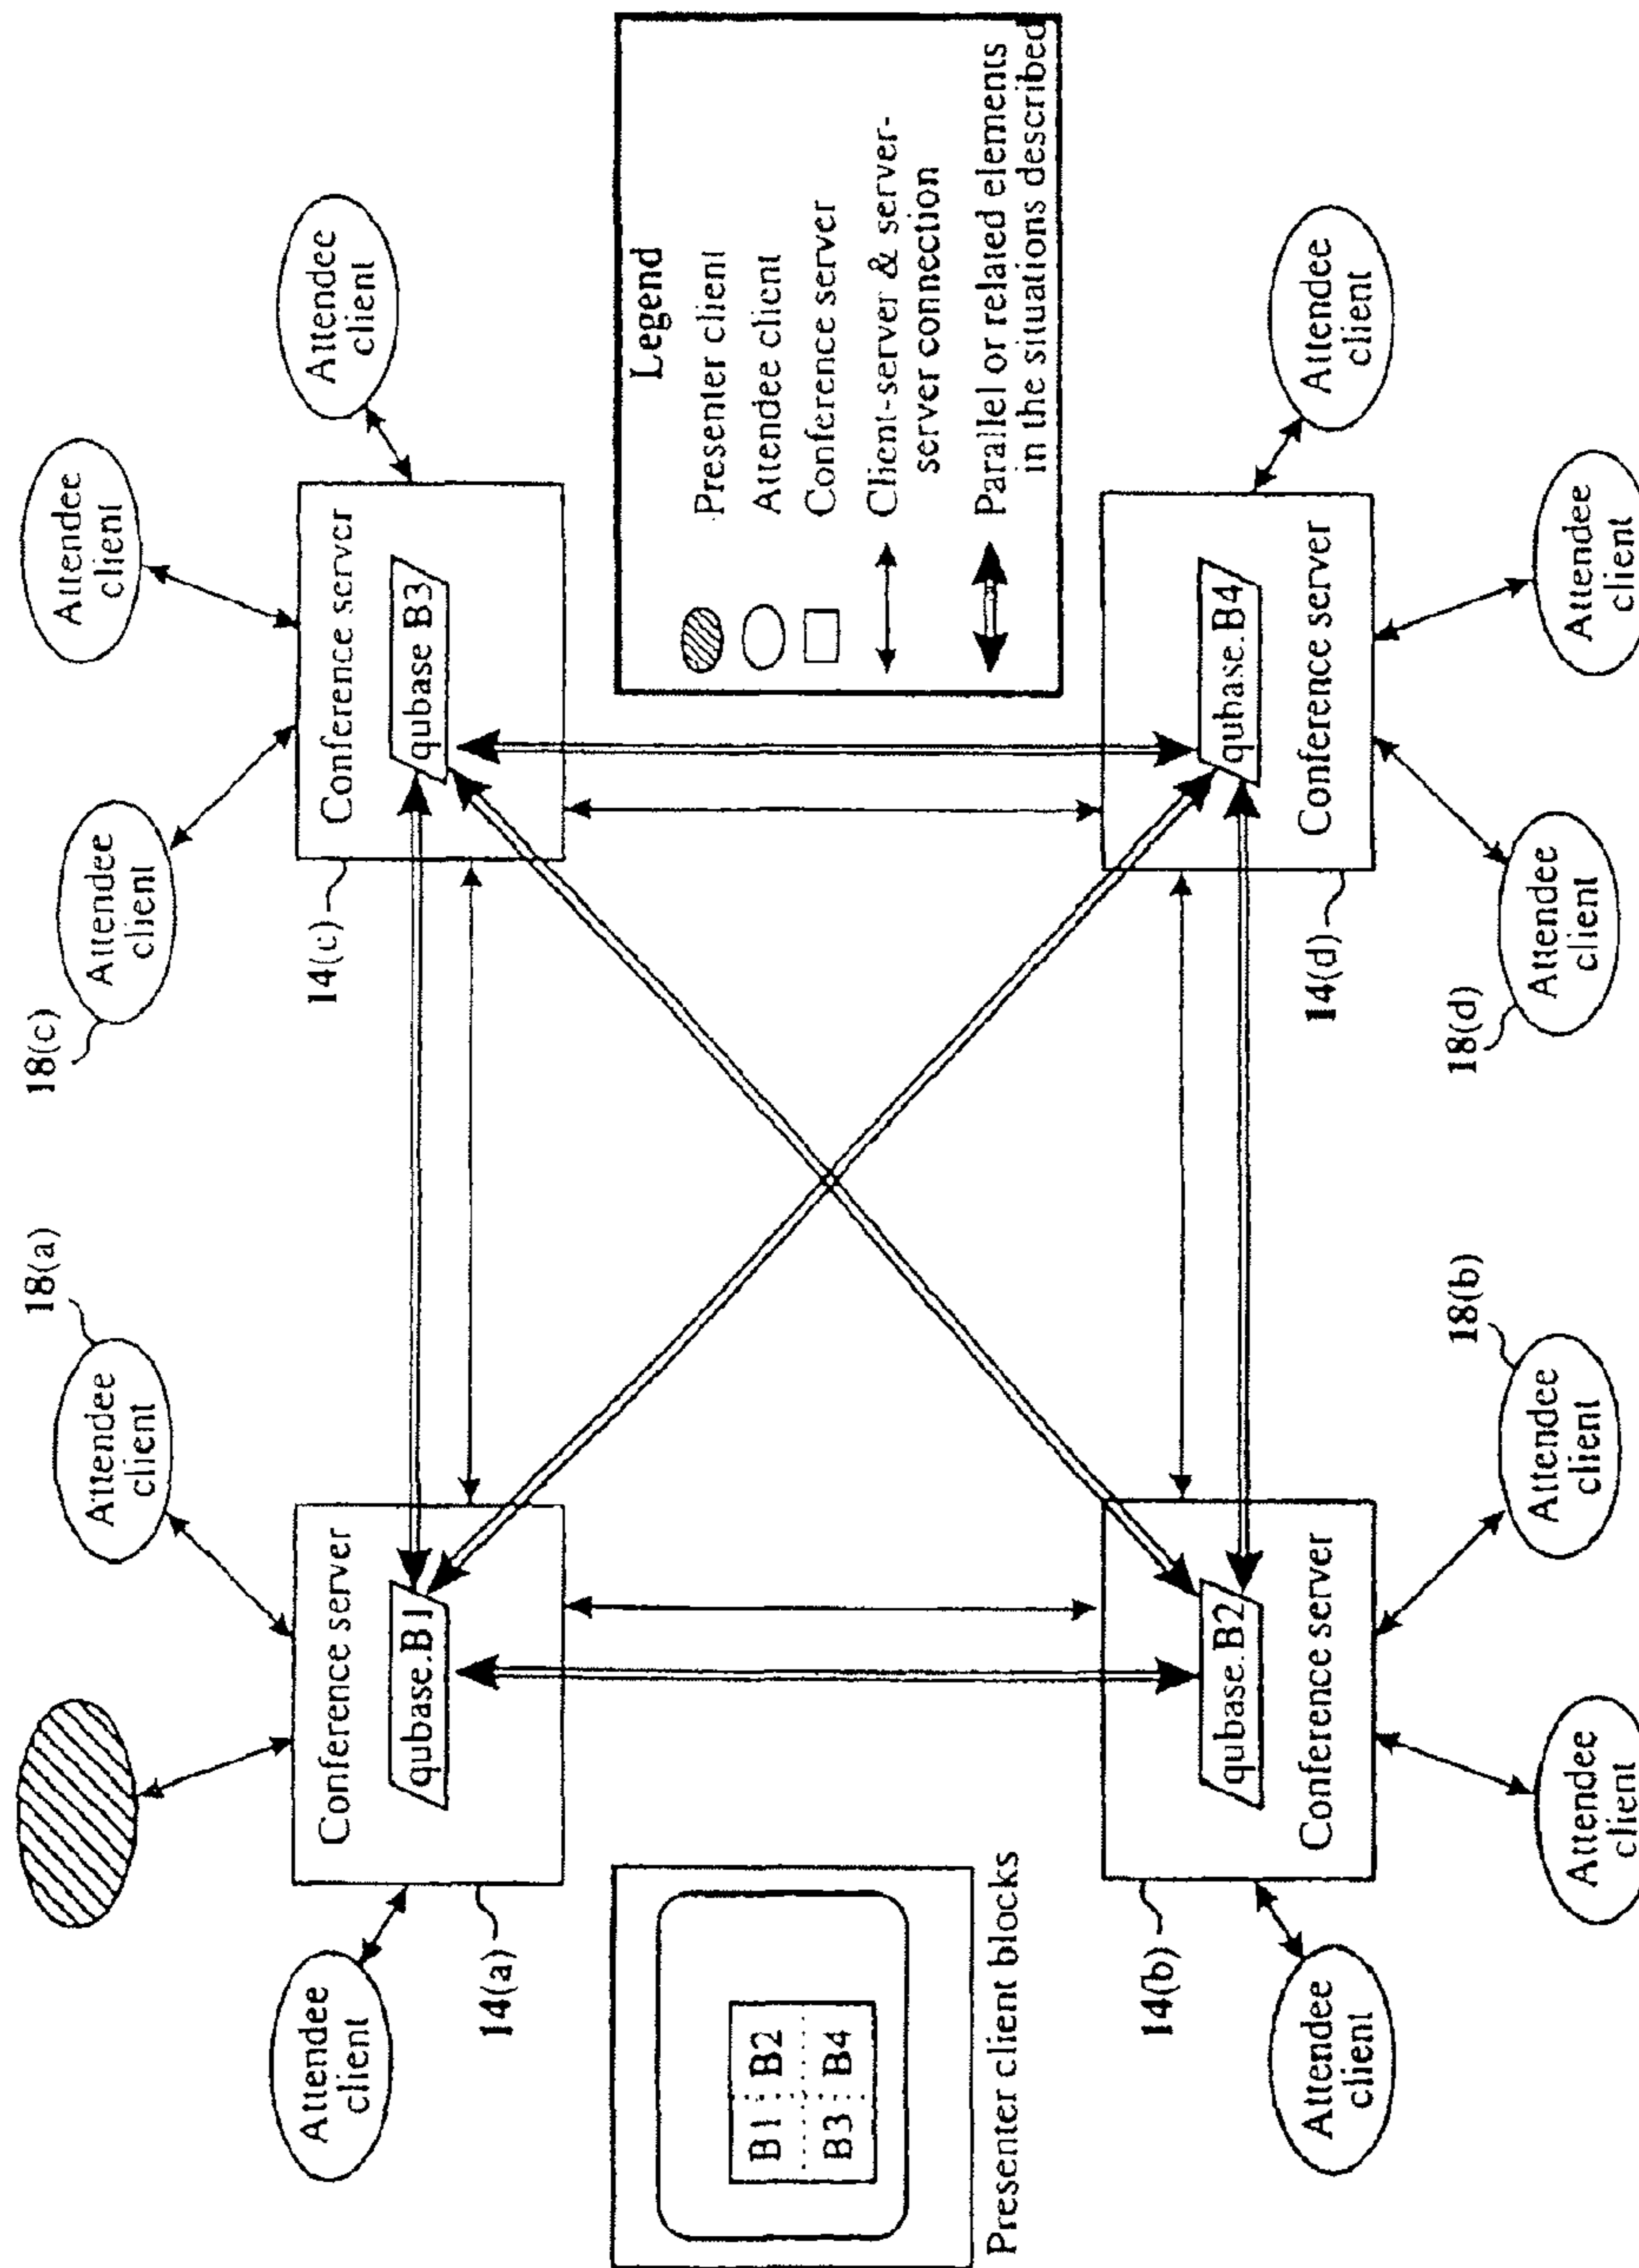 18(a)
18(c)
Attendee
client
Attendee
client
Attendee
client
Attendee
client
Conference server
qubase.B1
14(a)
14(c)
Conference server
qubase B3
Attendee
client
B1 B2
B3 B4
Presenter client blocks
Legend
Presenter client
Attendee client
Conference server
Client-server & server-
server connection
Parallel or related elements
in the situations described
14(b)
qubase.B2
Conference server
qubase.B4
Conference server
14(d)
Attendee
client
Attendee
client
18(b)
Attendee
client
Attendee
client
18(d)
Attendee
client
Attendee
client